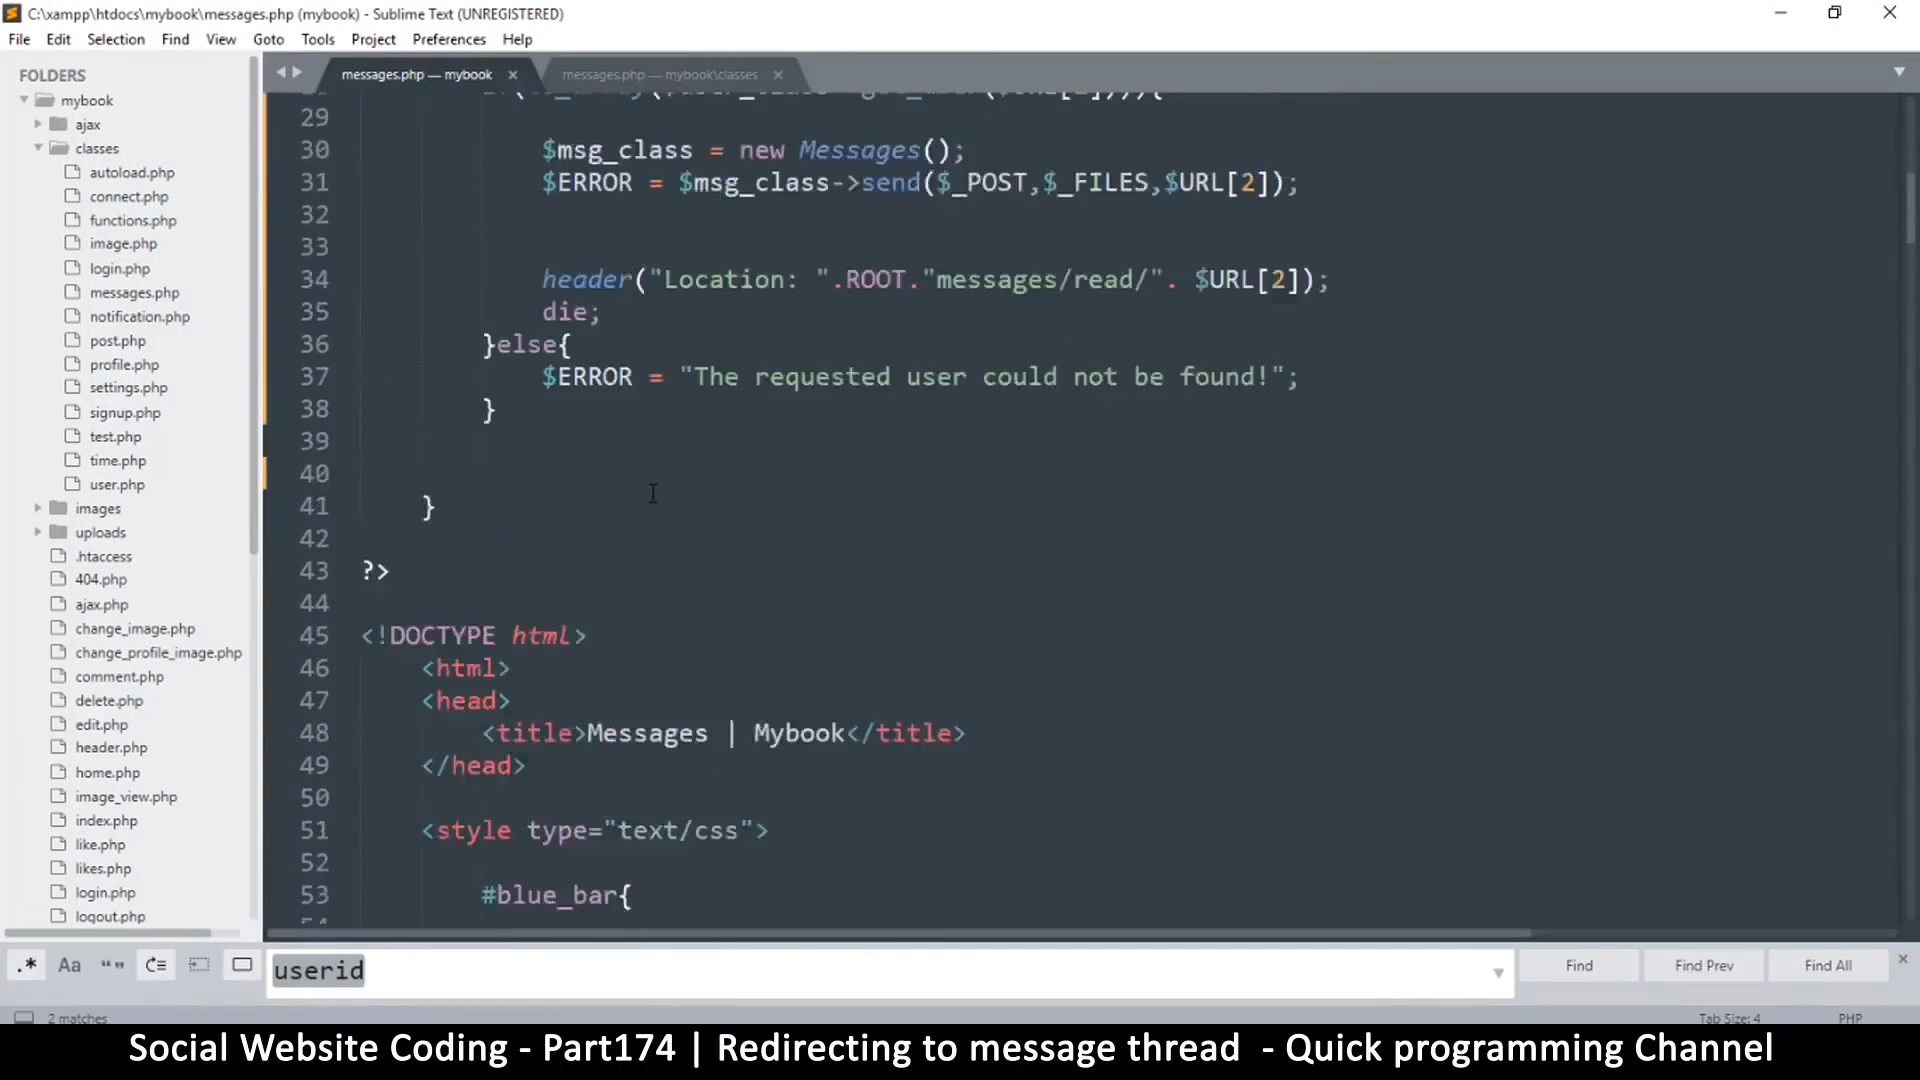 C:\xampp\htdocs\mybook\messages.php (mybook) - Sublime Text (UNREGISTERED)
File Edit Selection Find View Goto Tools Project Preferences Help
FOLDERS
mybook
ajax
classes
autoload.php
connect.php
functions.php
image.php
login.php
messages.php
notification.php
post.php
profile.php
settings.php
signup.php
test.php
time.php
user.php
images
uploads
.htaccess
404.php
ajax.php
change_image.php
change_profile_image.php
comment.php
delete.php
edit.php
header.php
home.php
image_view.php
index.php
like.php
likes.php
login.php
logout.php
messages.php — mybook
messages.php — mybook\classes
29
30 $msg_class = new Messages();
31 $ERROR = $msg_class->send($_POST,$_FILES,$URL[2]);
32
33
34 header("Location: ".ROOT."messages/read/". $URL[2]);
35 die;
36 }else{
37 $ERROR = "The requested user could not be found!";
38 }
39
40
41 }
42
43 ?>
44
45 <!DOCTYPE html>
46 <html>
47 <head>
48 <title>Messages | Mybook</title>
49 </head>
50
51 <style type="text/css">
52
53 #blue_bar{
.* Aa “” userid Find Find Prev Find All
2 matches Tab Size: 4 PHP
Social Website Coding - Part174 | Redirecting to message thread - Quick programming Channel